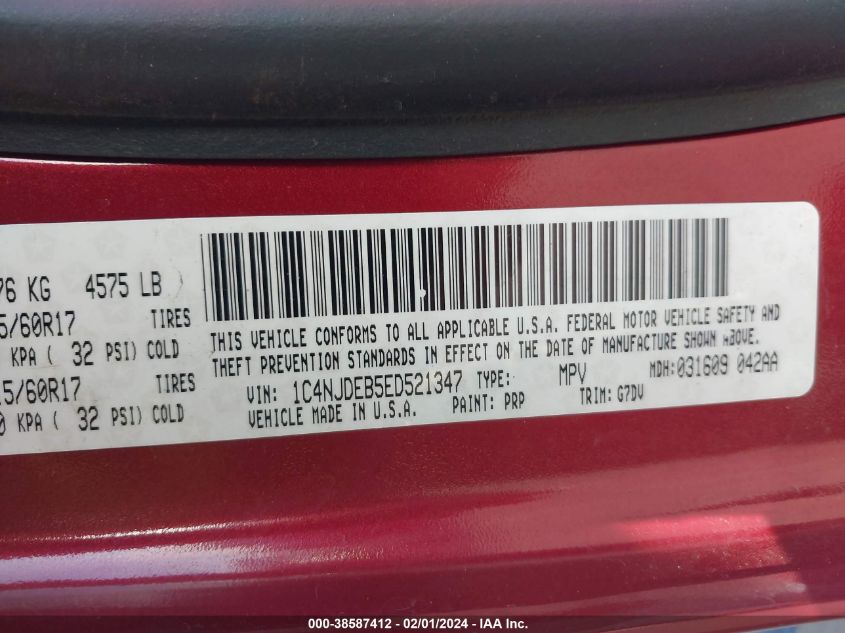 76 KG 4575 LB
5/60R17 TIRES
KPA ( 32 PSI) COLD
5/60R17 TIRES
0 KPA ( 32 PSI) COLD
THIS VEHICLE CONFORMS TO ALL APPLICABLE U.S.A. FEDERAL MOTOR VEHICLE SAFETY AND
THEFT PREVENTION STANDARDS IN EFFECT ON THE DATE OF MANUFACTURE SHOWN ABOVE.
VIN: 1C4NJDEB5ED521347 TYPE: MPV MDH:031609 042AA
VEHICLE MADE IN U.S.A. PAINT: PRP TRIM: G7DV
000-38587412 - 02/01/2024 - IAA Inc.